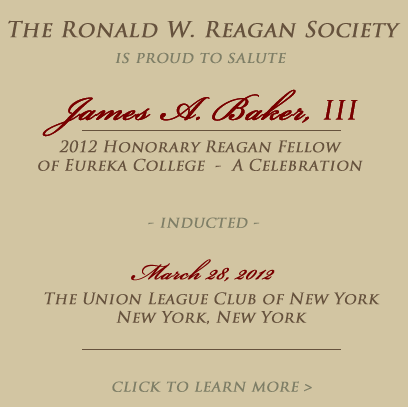 The Ronald W. Reagan Society
is proud to salute
James A. Baker, III
2012 Honorary Reagan Fellow
of Eureka College - A Celebration
- inducted -
March 28, 2012
The Union League Club of New York
New York, New York
click to learn more >